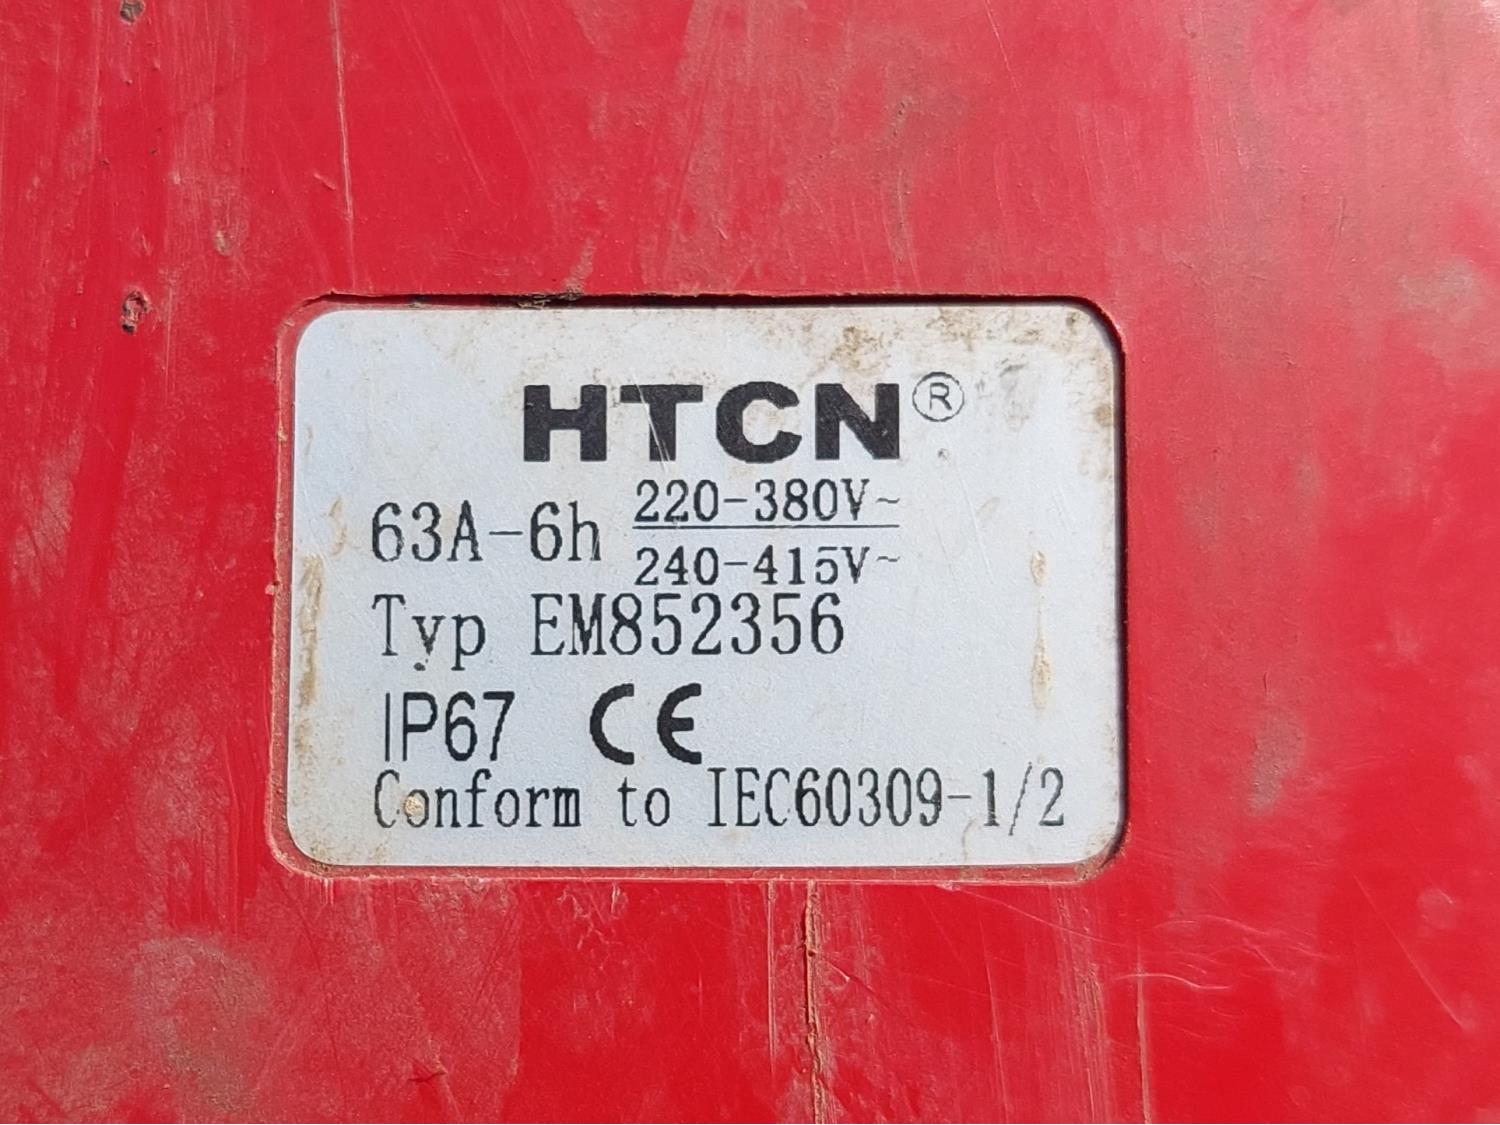 HTCN®
63A-6h 220-380V~
240-415V~
Typ EM852356
IP67 CE
Conform to IEC60309-1/2